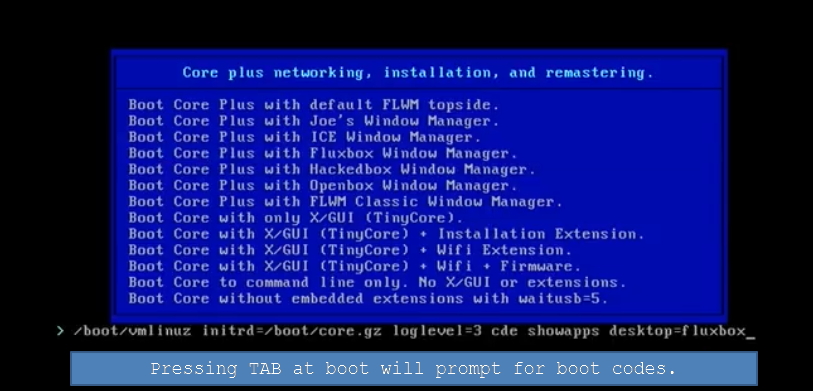 Core plus networking, installation, and remastering.
Boot Core Plus with default FLWM topside.
Boot Core Plus with Joe's Window Manager.
Boot Core Plus with ICE Window Manager.
Boot Core Plus with Fluxbox Window Manager.
Boot Core Plus with Hackedbox Window Manager.
Boot Core Plus with Openbox Window Manager.
Boot Core Plus with FLWM Classic Window Manager.
Boot Core with only X/GUI (TinyCore).
Boot Core with X/GUI (TinyCore) + Installation Extension.
Boot Core with X/GUI (TinyCore) + Wifi Extension.
Boot Core with X/GUI (TinyCore) + Wifi + Firmware.
Boot Core to command line only. No X/GUI or extensions.
Boot Core without embedded extensions with waitusb=5.
> /boot/vmlinuz initrd=/boot/core.gz loglevel=3 cde showapps desktop=fluxbox_
Pressing TAB at boot will prompt for boot codes.